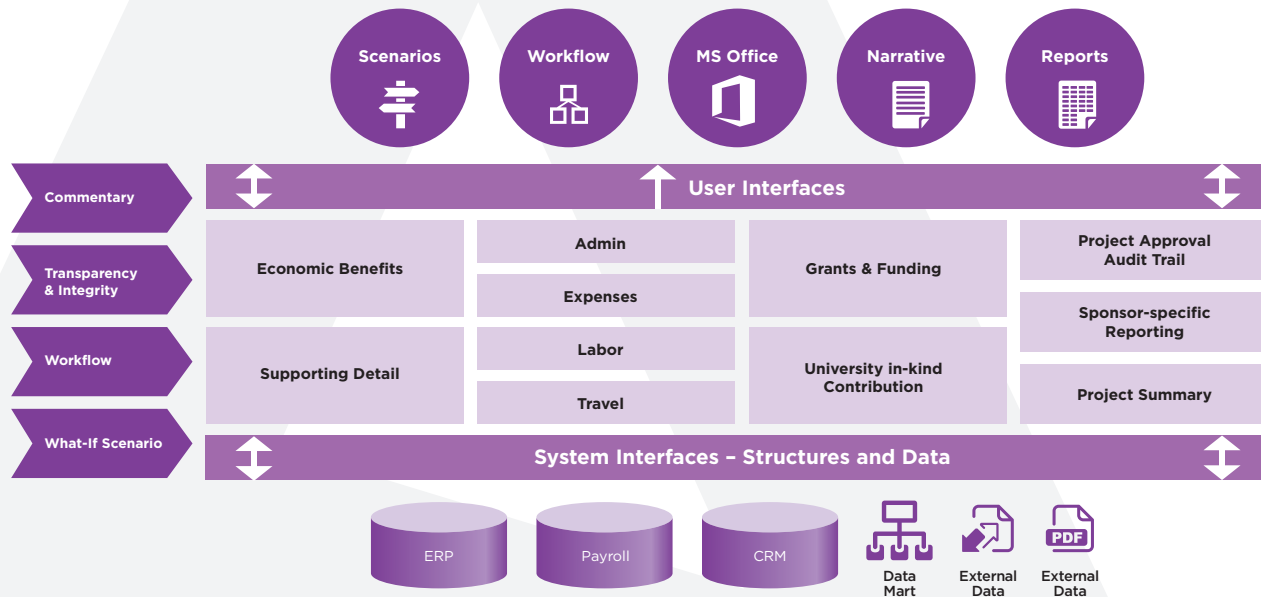 Scenarios
Workflow
MS Office
Narrative
Reports
Commentary
Transparency
& Integrity
Workflow
What-If Scenario
User Interfaces
Economic Benefits
Supporting Detail
Admin
Expenses
Labor
Travel
Grants & Funding
University in-kind
Contribution
Project Approval
Audit Trail
Sponsor-specific
Reporting
Project Summary
System Interfaces – Structures and Data
ERP
Payroll
CRM
Data
Mart
External
Data
PDF
External
Data